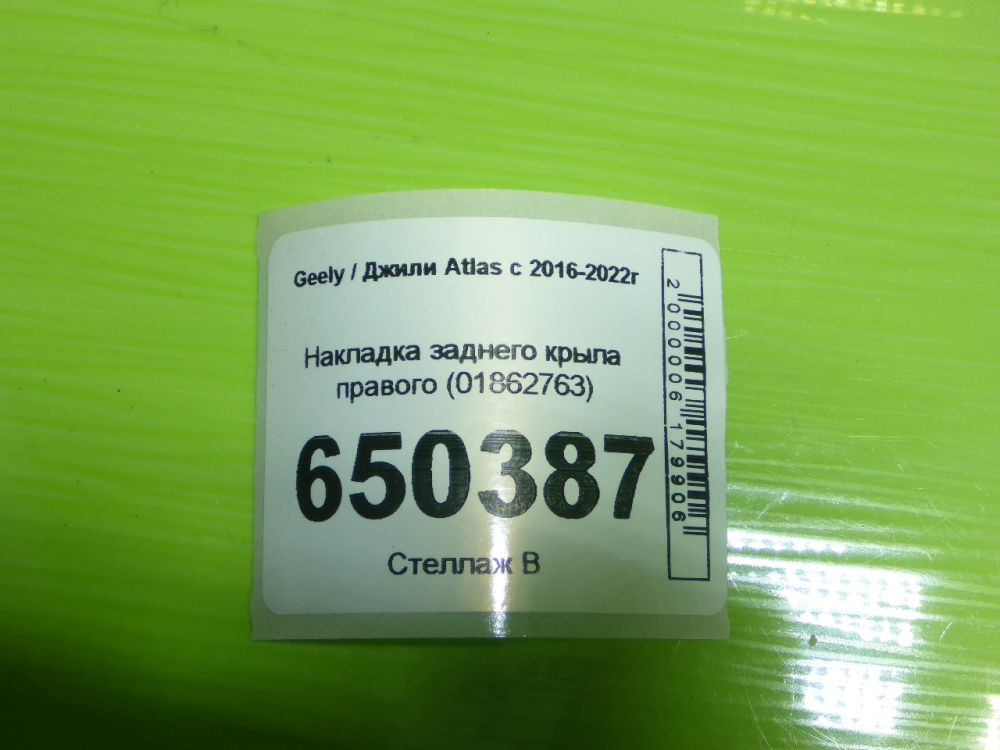 Geely / Джили Atlas с 2016-2022г
Накладка заднего крыла
правого (01862763)
650387
Стеллаж В
2000006179906